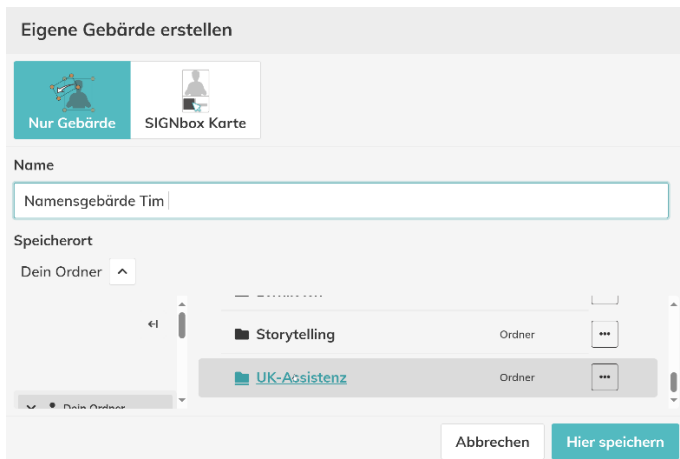 Eigene Gebärde erstellen
Nur Gebärde
SIGNbox Karte
Name
Namensgebärde Tim
Speicherort
Dein Ordner
Storytelling Ordner
UK-Assistenz Ordner
Dein Ordner
Abbrechen
Hier speichern